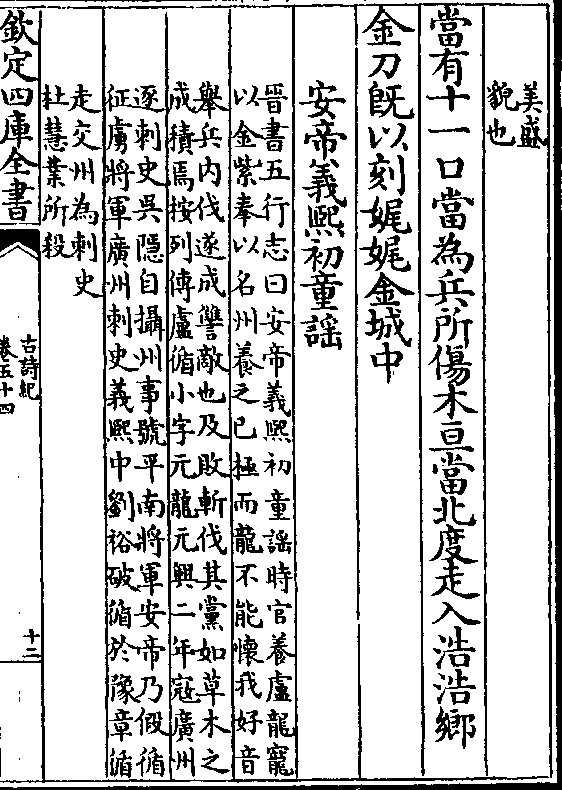 美盛
貌也
當有十一口當為兵所傷木亘當北度走入浩浩鄉
金刀旣以刻娓娓金城中
安帝義熙初童謡
晉書五行志曰安帝義熙初童謡時官養盧龍寵
以金紫奉以名州養之已極而龍不能懷我好音
舉兵内伐遂成讐敵也及敗斬伐其黨如草木之
成積焉按列傳盧循小字元龍元興二年寇廣州
逐刺史吳隠自攝州事號平南將軍安帝乃假循
征虜將軍廣州刺史義熙中劉裕破循於豫章循
走交州為刺史
杜慧業所殺
欽定四庫全書
古詩紀
卷五十四
十二